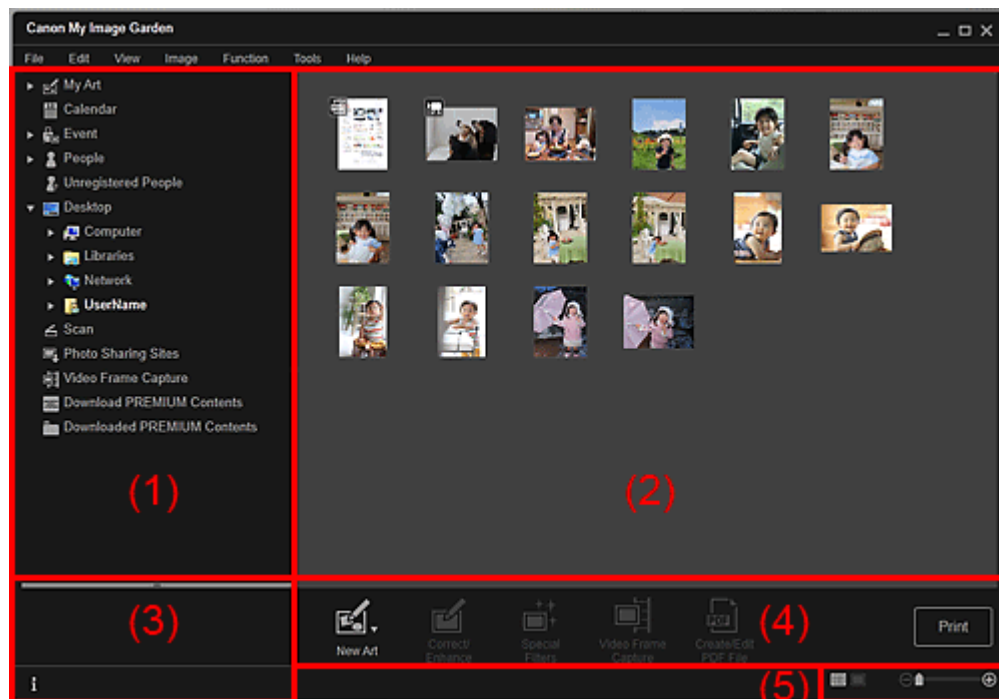 Canon My Image Garden
File Edit View Image Function Tools Help
My Art
Calendar
Event
People
Unregistered People
Desktop
Computer
Libraries
Network
UserName
Scan
Photo Sharing Sites
Video Frame Capture
Download PREMIUM Contents
Downloaded PREMIUM Contents
(1)
(2)
(3)
(4)
New Art
Correct/
Enhance
Special
Filters
Video Frame
Capture
Create/Edit
PDF File
PDF
Print
(5)